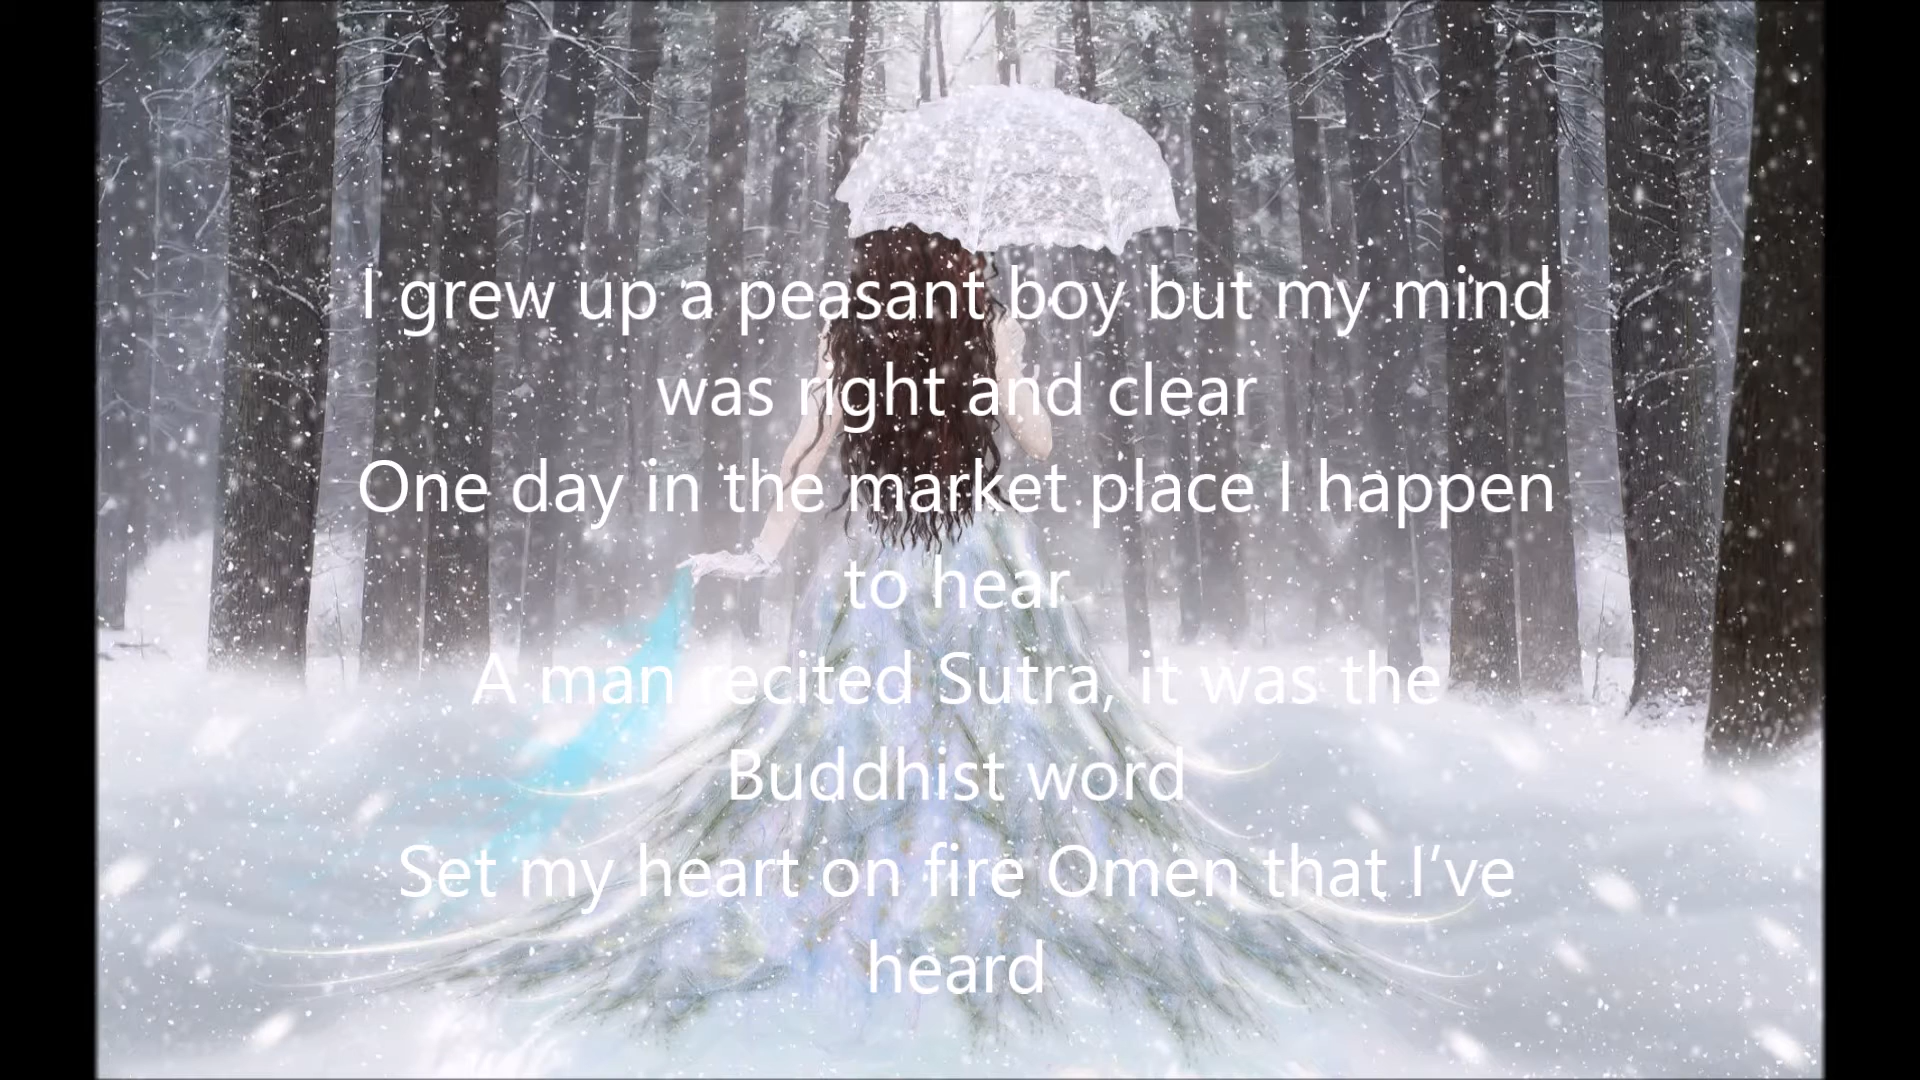 I grew up a peasant boy but my mind
was right and clear
One day in the market place I happen
to hear
A man recited Sutra, it was the
Buddhist word
Set my heart on fire Omen that I've
heard